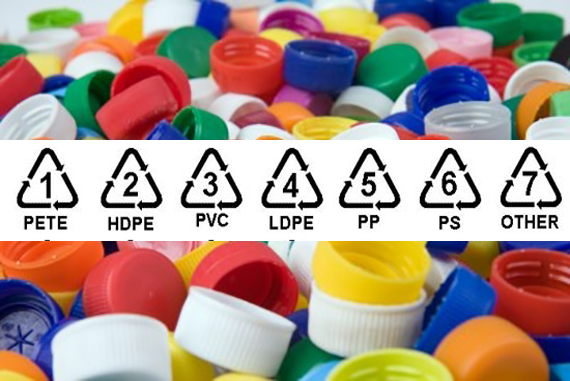 1 2 3 4 5 6 7
PETE HDPE PVC LDPE PP PS OTHER